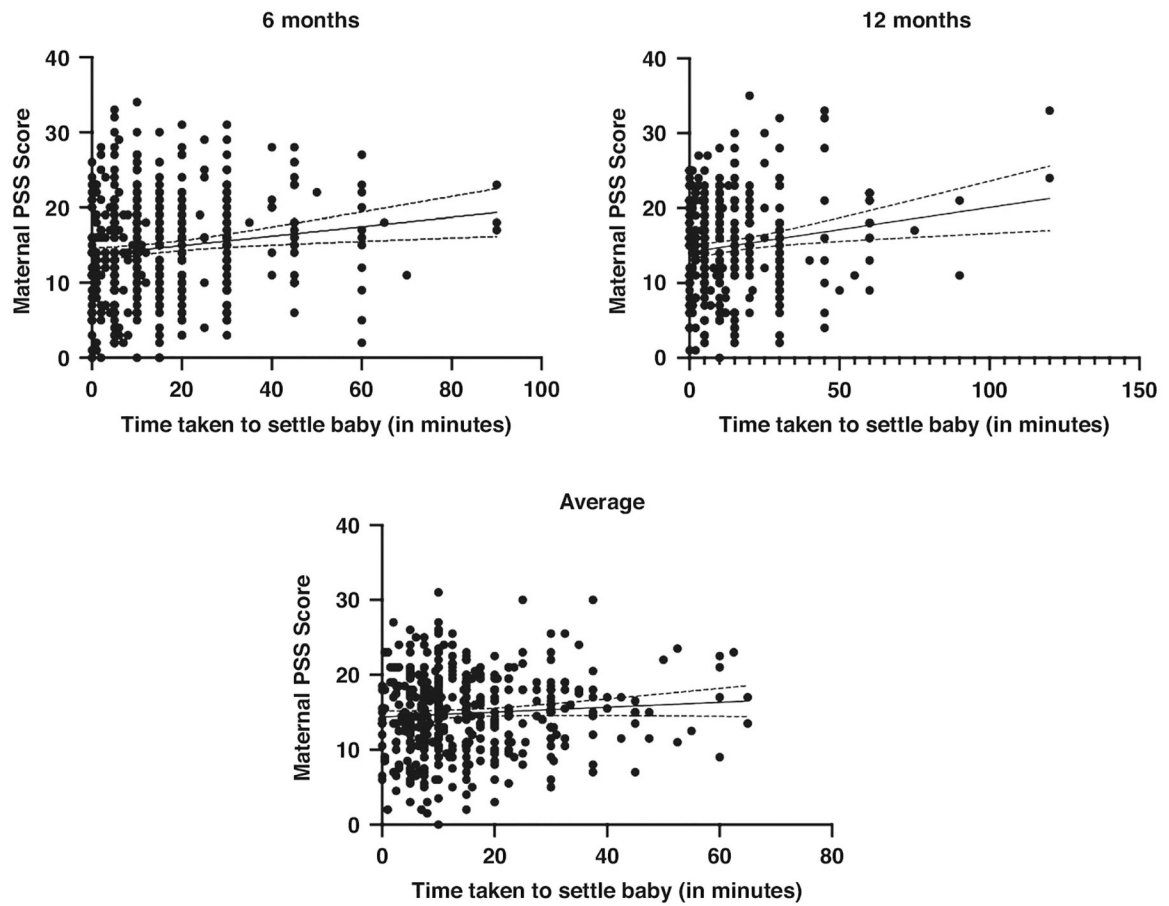 6 months
40
30
20
10
0
Maternal PSS Score
0 20 40 60 80 100
Time taken to settle baby (in minutes)
12 months
40
30
20
10
0
Maternal PSS Score
0 50 100 150
Time taken to settle baby (in minutes)
Average
40
30
20
10
0
Maternal PSS Score
0 20 40 60 80
Time taken to settle baby (in minutes)